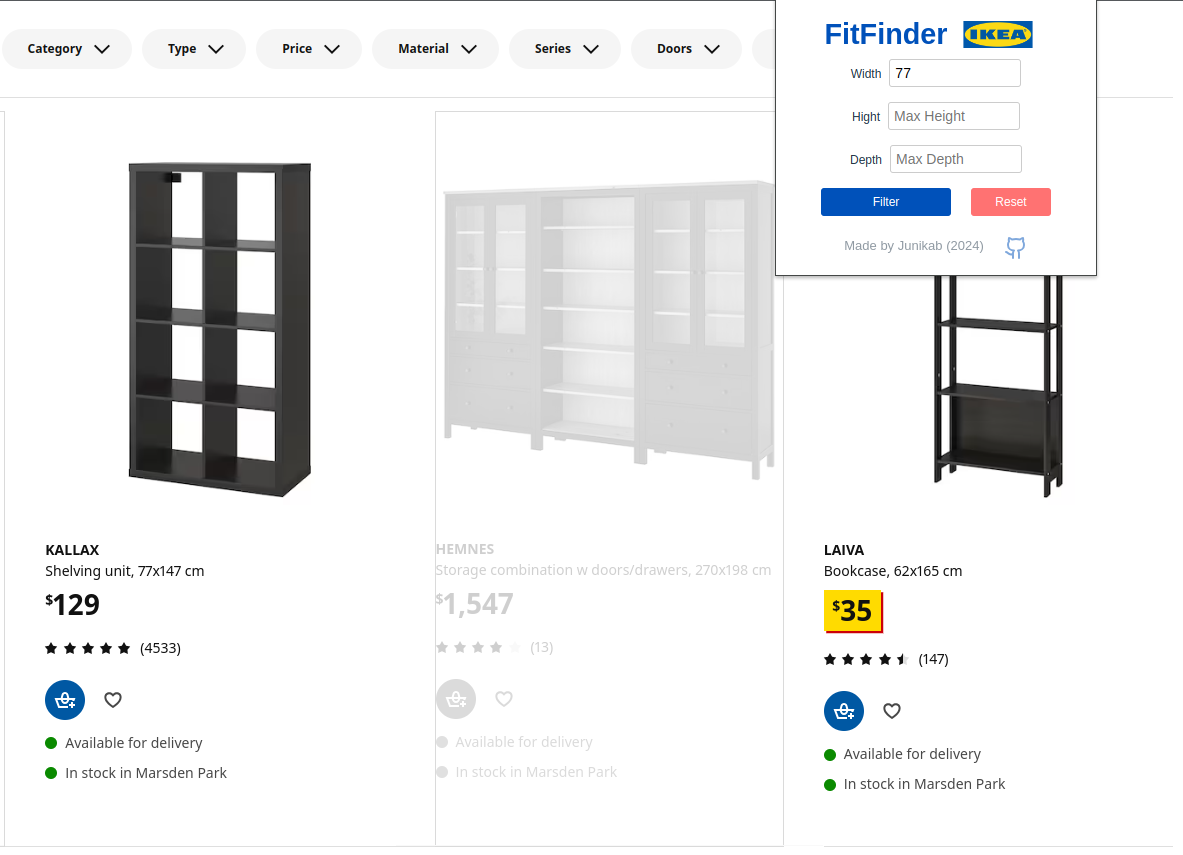 Category
Type
Price
Material
Series
Doors
FitFinder IKEA
Width 77
Hight Max Height
Depth Max Depth
Filter Reset
Made by Junikab (2024)
KALLAX
Shelving unit, 77x147 cm
$129
(4533)
Available for delivery
In stock in Marsden Park
HEMNES
Storage combination w doors/drawers, 270x198 cm
$1,547
(13)
Available for delivery
In stock in Marsden Park
LAIVA
Bookcase, 62x165 cm
$35
(147)
Available for delivery
In stock in Marsden Park